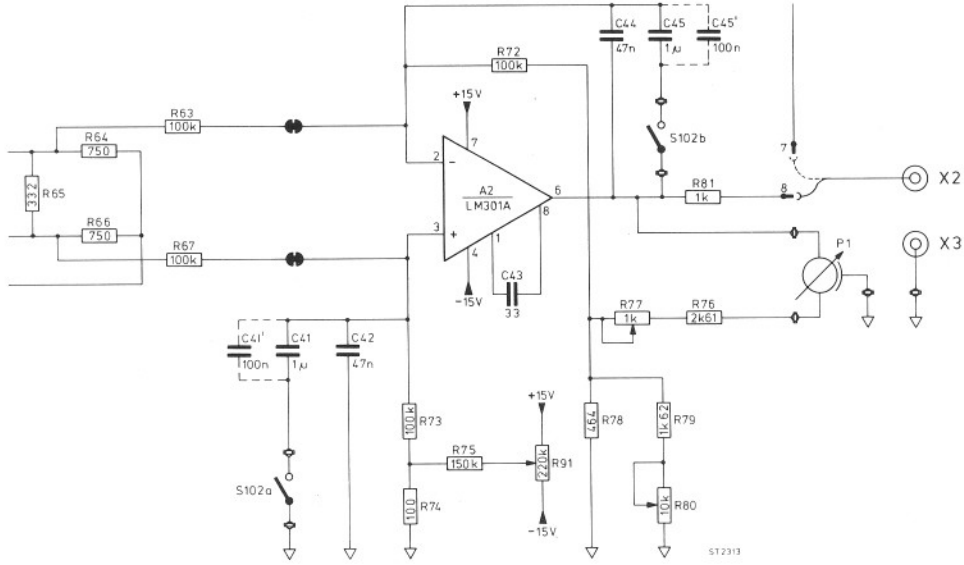 C44
47n
C45
1μ
C45'
100n
R72
100k
+15V
R63
100k
R64
750
R65
332
R66
750
R67
100k
2
−
7
A2
LM301A
6
8
3
+
1
4
−15V
C43
33
S102b
R81
1k
7
8
X2
X3
P1
R77
1k
R76
2k61
C41'
100n
C41
1μ
C42
47n
S102a
100k
R73
R75
150k
100
R74
+15V
220k
R91
−15V
464
R78
1k62
R79
10k
R80
ST2313